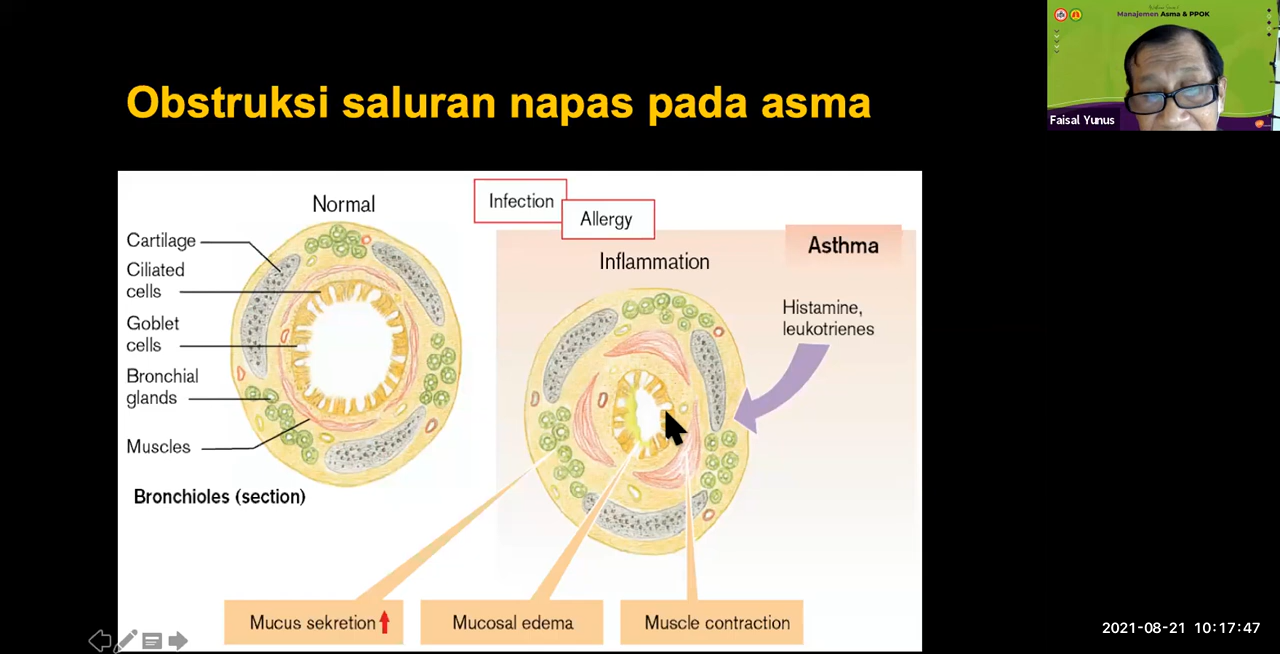 Manajemen Asma & PPOK
Faisal Yunus
Obstruksi saluran napas pada asma
Normal
Infection
Allergy
Asthma
Inflammation
Cartilage
Ciliated
cells
Goblet
cells
Bronchial
glands
Muscles
Bronchioles (section)
Histamine,
leukotrienes
Mucus sekretion
Mucosal edema
Muscle contraction
2021-08-21 10:17:47